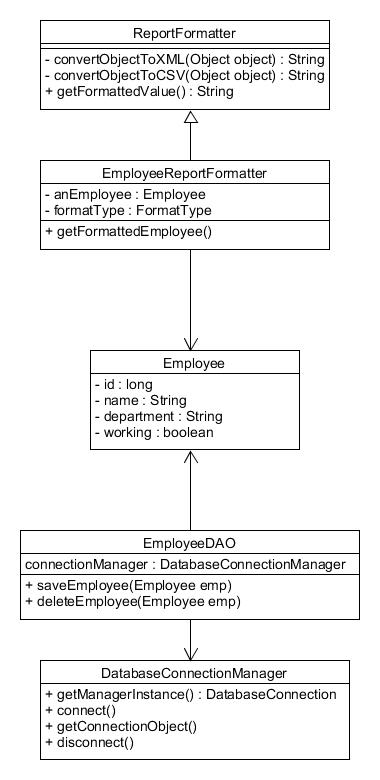 ReportFormatter
- convertObjectToXML(Object object) : String
- convertObjectToCSV(Object object) : String
+ getFormattedValue() : String
EmployeeReportFormatter
- anEmployee : Employee
- formatType : FormatType
+ getFormattedEmployee()
Employee
- id : long
- name : String
- department : String
- working : boolean
EmployeeDAO
connectionManager : DatabaseConnectionManager
+ saveEmployee(Employee emp)
+ deleteEmployee(Employee emp)
DatabaseConnectionManager
+ getManagerInstance() : DatabaseConnection
+ connect()
+ getConnectionObject()
+ disconnect()